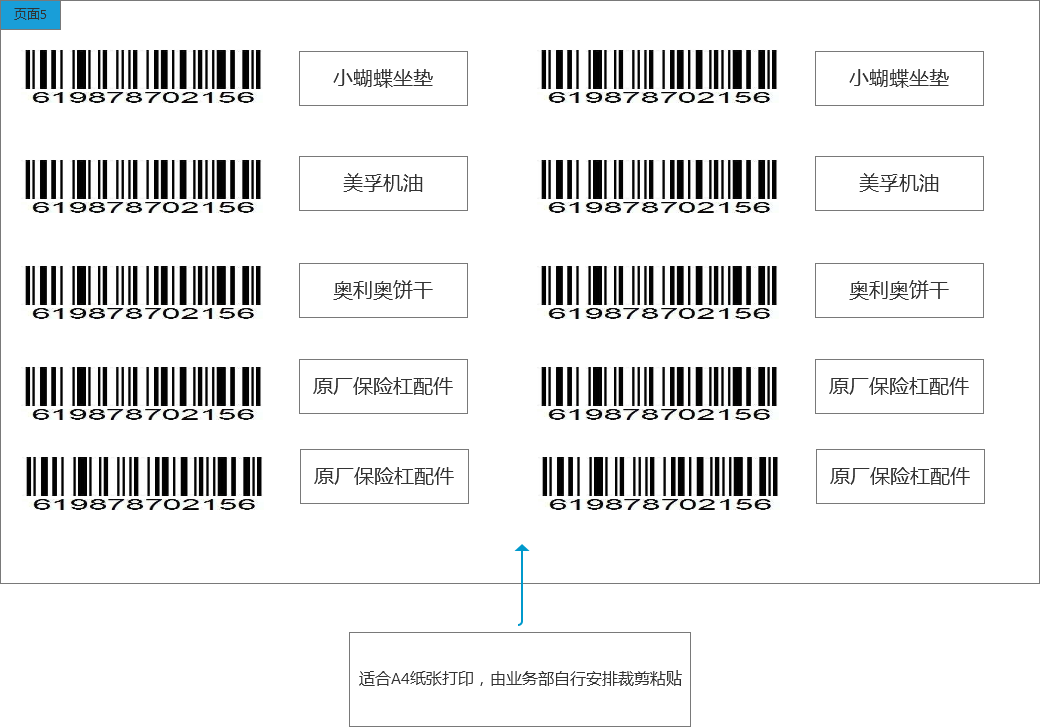 页面5
619878702156 小蝴蝶坐垫 619878702156 小蝴蝶坐垫
619878702156 美孚机油 619878702156 美孚机油
619878702156 奥利奥饼干 619878702156 奥利奥饼干
619878702156 原厂保险杠配件 619878702156 原厂保险杠配件
619878702156 原厂保险杠配件 619878702156 原厂保险杠配件
适合A4纸张打印，由业务部自行安排裁剪粘贴